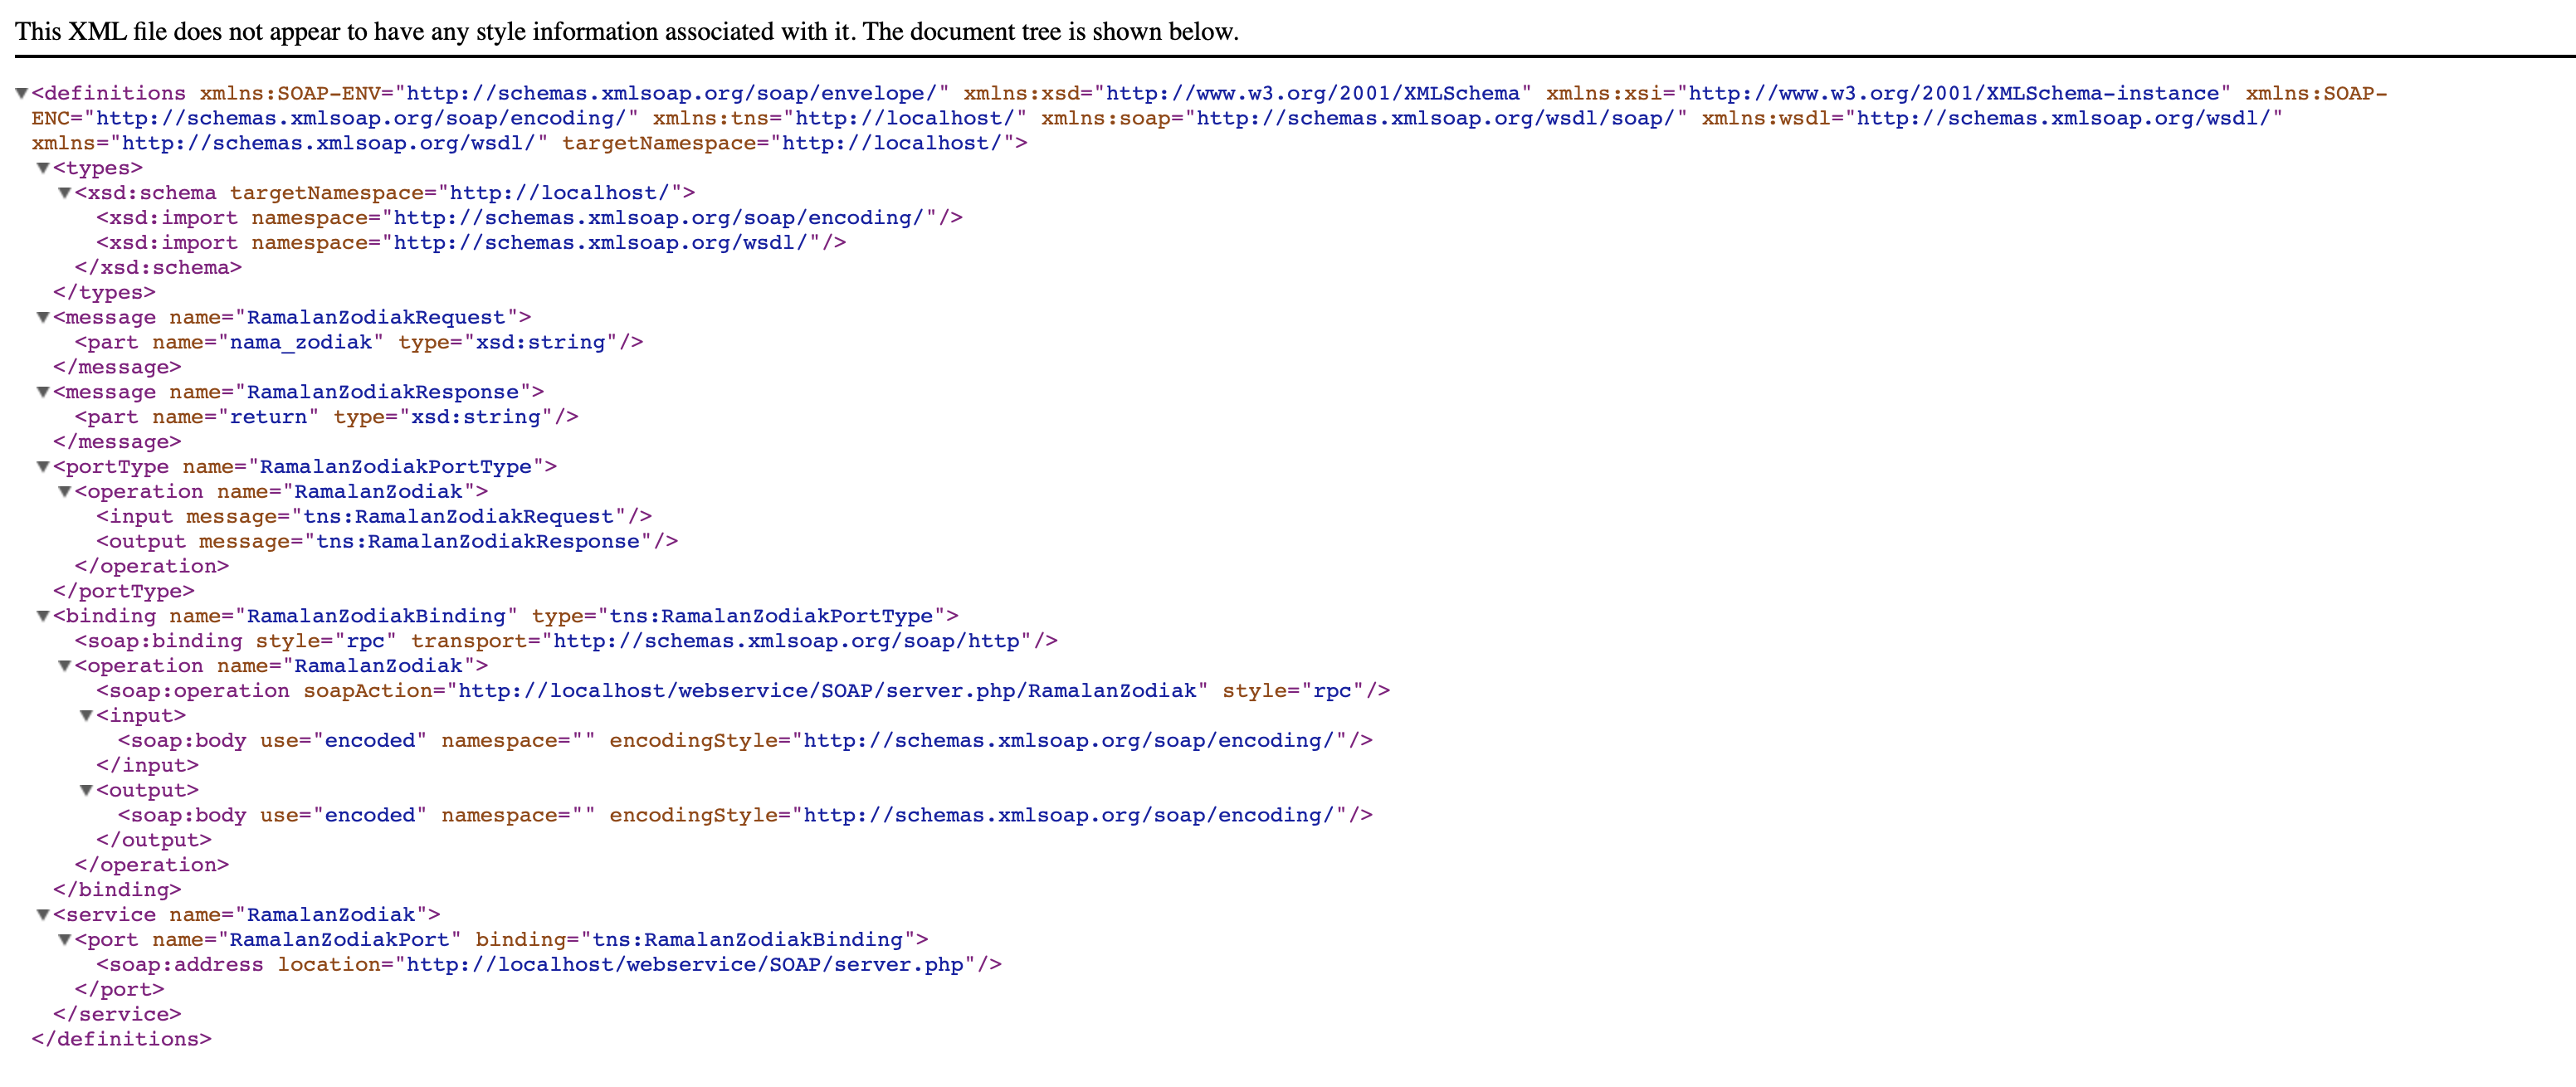 This XML file does not appear to have any style information associated with it. The document tree is shown below.
▼<definitions xmlns:SOAP-ENV="http://schemas.xmlsoap.org/soap/envelope/" xmlns:xsd="http://www.w3.org/2001/XMLSchema" xmlns:xsi="http://www.w3.org/2001/XMLSchema-instance" xmlns:SOAP-
ENC="http://schemas.xmlsoap.org/soap/encoding/" xmlns:tns="http://localhost/" xmlns:soap="http://schemas.xmlsoap.org/wsdl/soap/" xmlns:wsdl="http://schemas.xmlsoap.org/wsdl/"
xmlns="http://schemas.xmlsoap.org/wsdl/" targetNamespace="http://localhost/">
▼<types>
▼<xsd:schema targetNamespace="http://localhost/">
<xsd:import namespace="http://schemas.xmlsoap.org/soap/encoding/"/>
<xsd:import namespace="http://schemas.xmlsoap.org/wsdl/"/>
</xsd:schema>
</types>
▼<message name="RamalanZodiakRequest">
<part name="nama_zodiak" type="xsd:string"/>
</message>
▼<message name="RamalanZodiakResponse">
<part name="return" type="xsd:string"/>
</message>
▼<portType name="RamalanZodiakPortType">
▼<operation name="RamalanZodiak">
<input message="tns:RamalanZodiakRequest"/>
<output message="tns:RamalanZodiakResponse"/>
</operation>
</portType>
▼<binding name="RamalanZodiakBinding" type="tns:RamalanZodiakPortType">
<soap:binding style="rpc" transport="http://schemas.xmlsoap.org/soap/http"/>
▼<operation name="RamalanZodiak">
<soap:operation soapAction="http://localhost/webservice/SOAP/server.php/RamalanZodiak" style="rpc"/>
▼<input>
<soap:body use="encoded" namespace="" encodingStyle="http://schemas.xmlsoap.org/soap/encoding/"/>
</input>
▼<output>
<soap:body use="encoded" namespace="" encodingStyle="http://schemas.xmlsoap.org/soap/encoding/"/>
</output>
</operation>
</binding>
▼<service name="RamalanZodiak">
▼<port name="RamalanZodiakPort" binding="tns:RamalanZodiakBinding">
<soap:address location="http://localhost/webservice/SOAP/server.php"/>
</port>
</service>
</definitions>